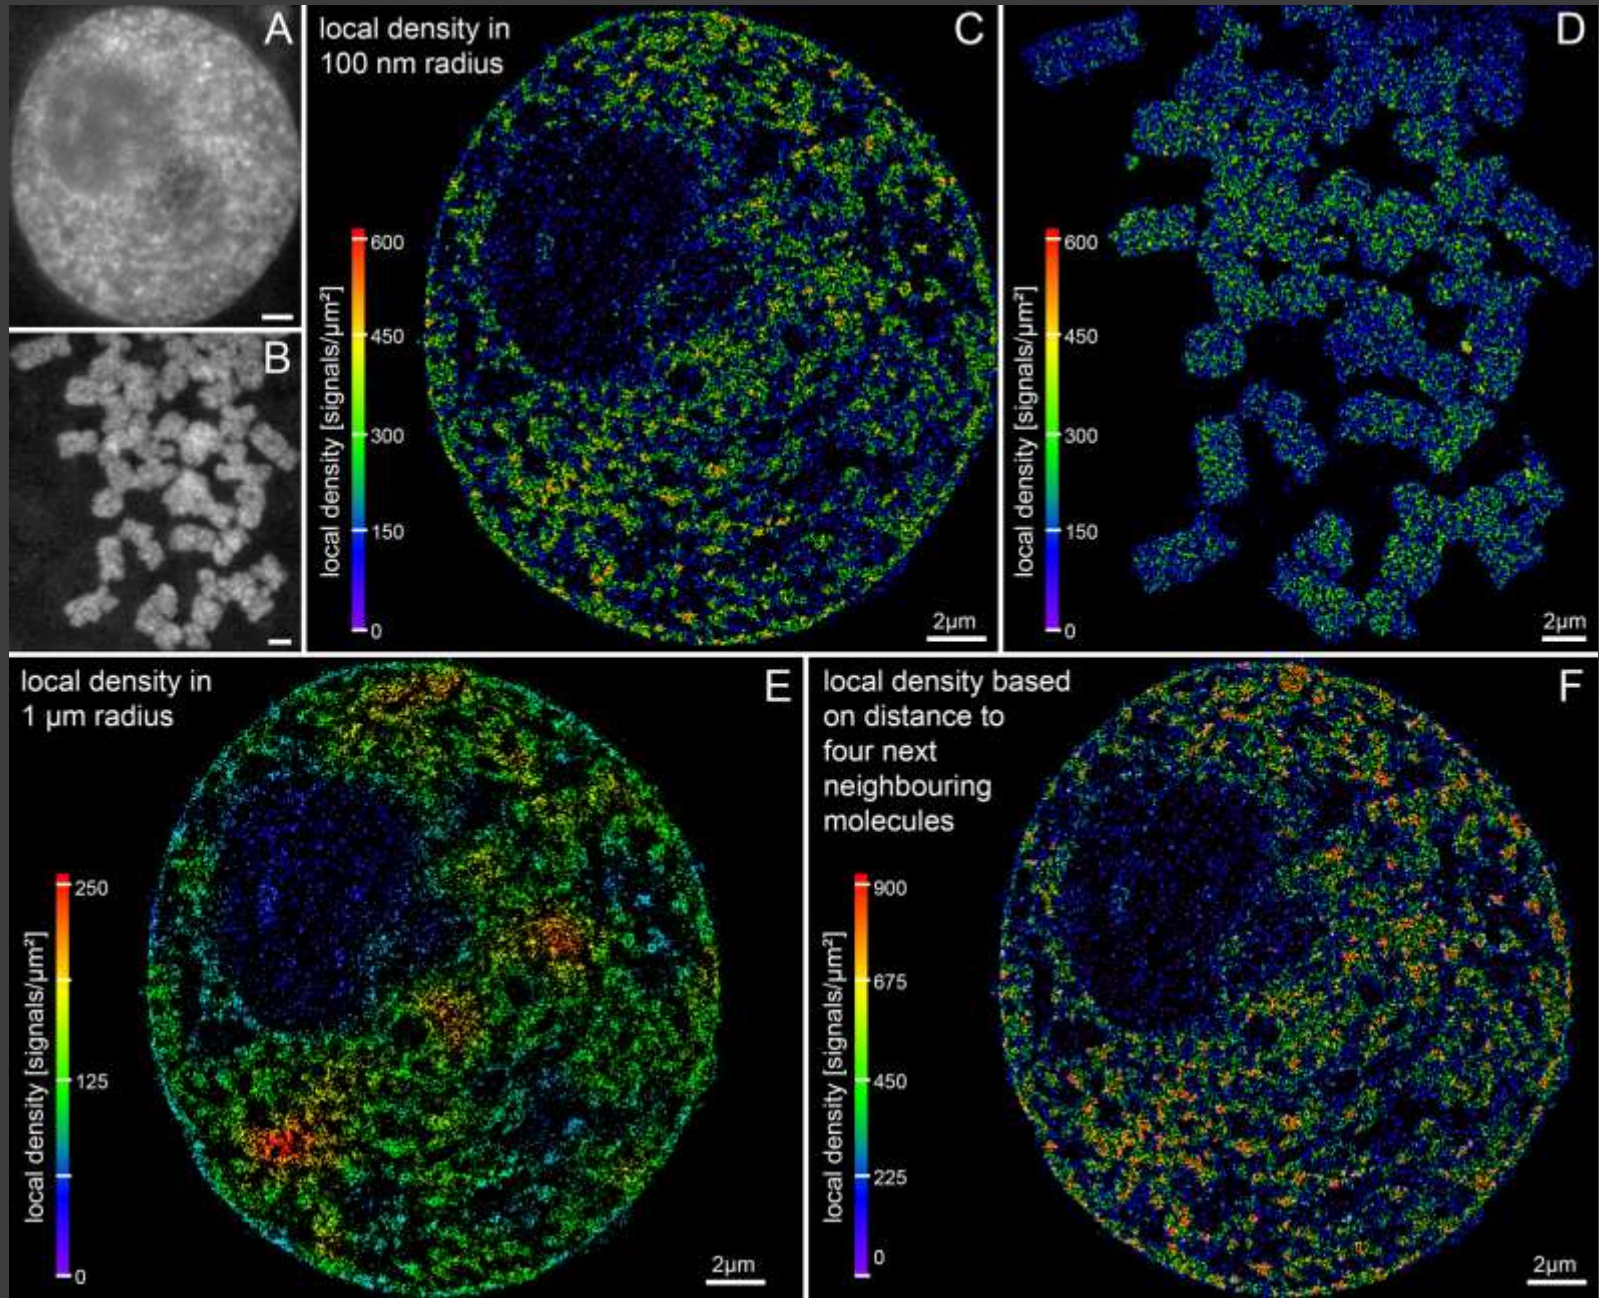 A
B
local density in
100 nm radius
C
local density [signals/µm²]
600
450
300
150
0
2µm
D
local density [signals/µm²]
600
450
300
150
0
2µm
local density in
1 µm radius
E
local density [signals/µm²]
250
125
0
2µm
local density based
on distance to
four next
neighbouring
molecules
F
local density [signals/µm²]
900
675
450
225
0
2µm